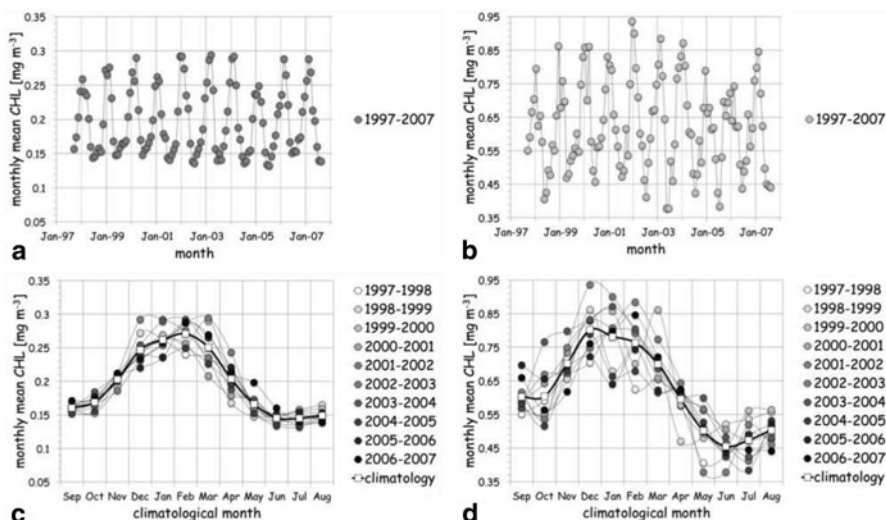 monthly mean CHL [mg m⁻³]
0.35
0.3
0.25
0.2
0.15
0.1
0.05
Jan-97 Jan-99 Jan-01 Jan-03 Jan-05 Jan-07
month
1997-2007
a
monthly mean CHL [mg m⁻³]
0.95
0.85
0.75
0.65
0.55
0.45
0.35
Jan-97 Jan-99 Jan-01 Jan-03 Jan-05 Jan-07
month
1997-2007
b
monthly mean CHL [mg m⁻³]
0.35
0.3
0.25
0.2
0.15
0.1
0.05
Sep Oct Nov Dec Jan Feb Mar Apr May Jun Jul Aug
climatological month
1997-1998
1998-1999
1999-2000
2000-2001
2001-2002
2002-2003
2003-2004
2004-2005
2005-2006
2006-2007
climatology
c
monthly mean CHL [mg m⁻³]
0.95
0.85
0.75
0.65
0.55
0.45
0.35
Sep Oct Nov Dec Jan Feb Mar Apr May Jun Jul Aug
climatological month
1997-1998
1998-1999
1999-2000
2000-2001
2001-2002
2002-2003
2003-2004
2004-2005
2005-2006
2006-2007
climatology
d